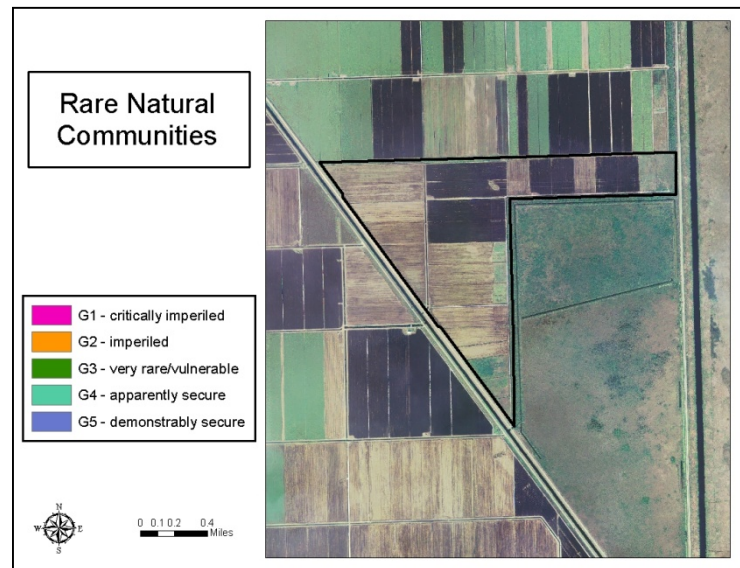 Rare Natural
Communities
G1 - critically imperiled
G2 - imperiled
G3 - very rare/vulnerable
G4 - apparently secure
G5 - demonstrably secure
N
W E
S
0 0.1 0.2 0.4
Miles